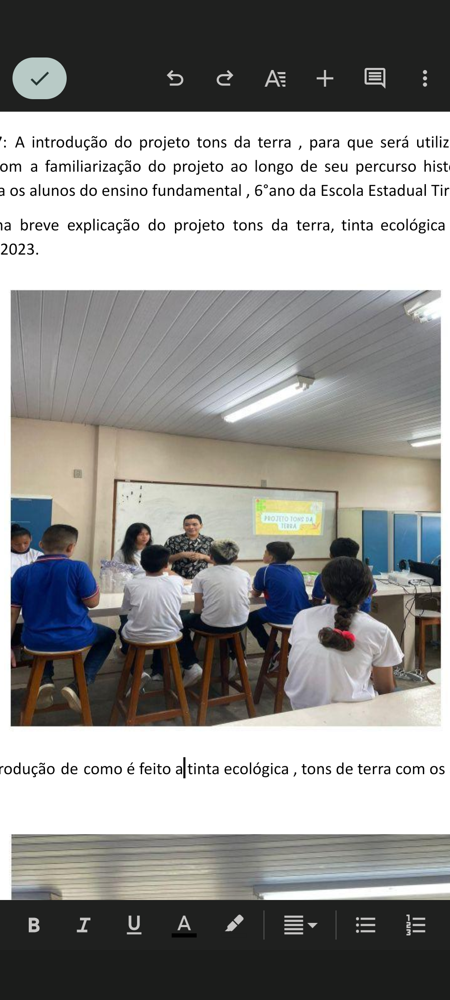 7: A introdução do projeto tons da terra , para que será utiliz
om a familiarização do projeto ao longo de seu percurso histó
a os alunos do ensino fundamental , 6°ano da Escola Estadual Tir
na breve explicação do projeto tons da terra, tinta ecológica
2023.
PROJETO TONS DA
TERRA
rodução de como é feito a tinta ecológica , tons de terra com os
B I U A